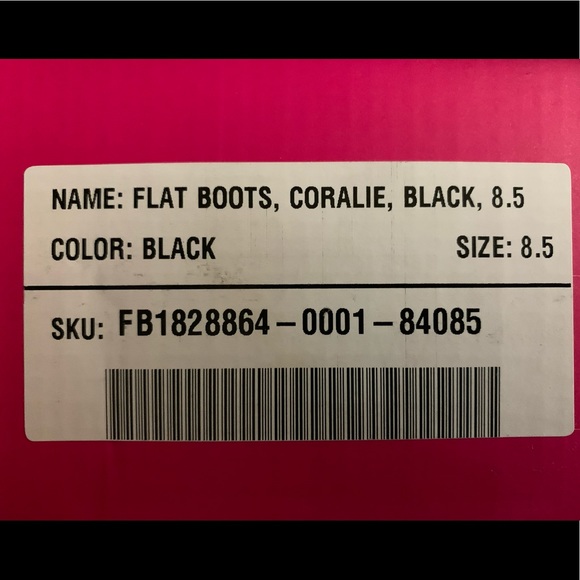 NAME: FLAT BOOTS, CORALIE, BLACK, 8.5
COLOR: BLACK SIZE: 8.5
SKU: FB1828864-0001-84085